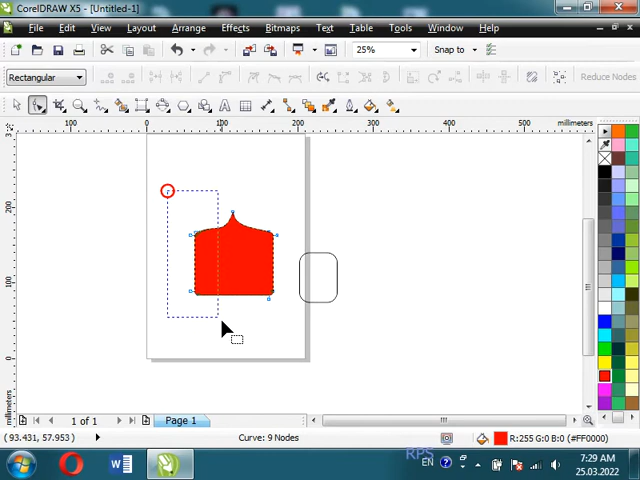 CorelDRAW X5 - [Untitled-1]
File Edit View Layout Arrange Effects Bitmaps Text Table Tools Window Help
25% Snap to
Rectangular Reduce Nodes
100 0 100 200 300 400 500 millimeters
200
100
0
millimeters
1 of 1 Page 1
(93.431, 57.953) Curve: 9 Nodes R:255 G:0 B:0 (#FF0000)
RPS
EN
7:29 AM
25.03.2022